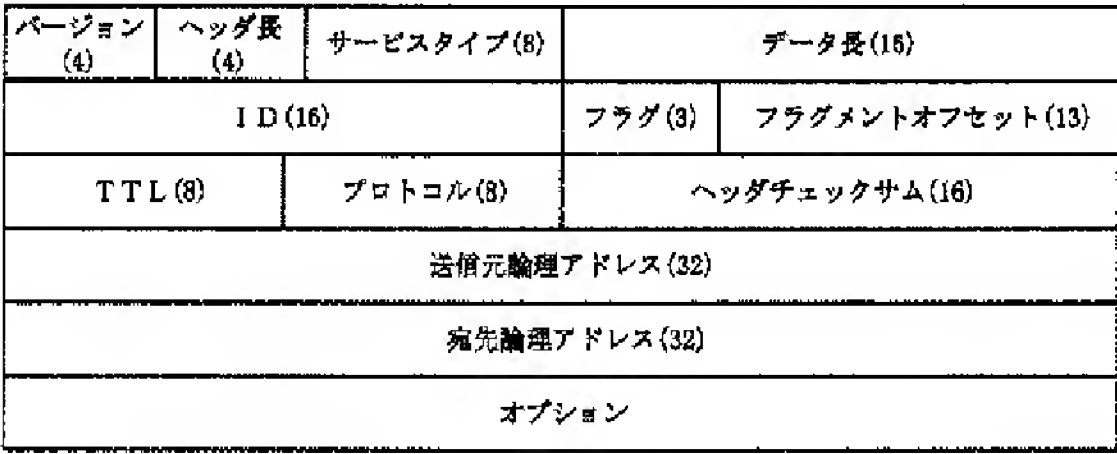 バージョン
(4)
ヘッダ長
(4)
サービスタイプ(8)
データ長(16)
ID(16)
フラグ(3)
フラグメントオフセット(13)
TTL(8)
プロトコル(8)
ヘッダチェックサム(16)
送信元論理アドレス(32)
宛先論理アドレス(32)
オプション